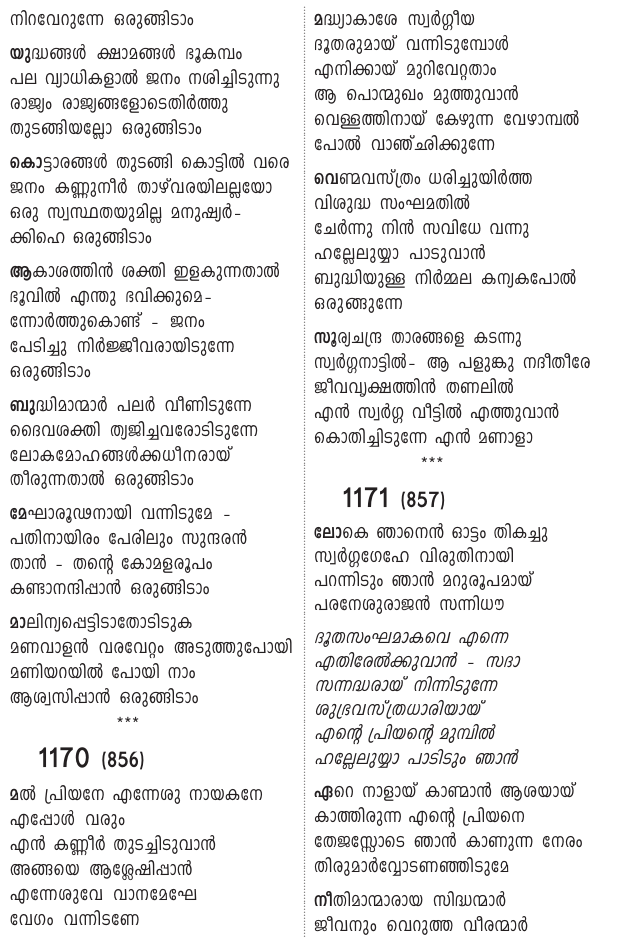 നിറവേറുന്നേ ഒരുങ്ങിടാം
യുദ്ധങ്ങൾ ക്ഷാമങ്ങൾ ഭൂകമ്പം
പല വ്യാധികളാൽ ജനം നശിച്ചിടുന്നു
രാജ്യം രാജ്യങ്ങളോടെതിർത്തു
തുടങ്ങിയല്ലോ ഒരുങ്ങിടാം
കൊട്ടാരങ്ങൾ തുടങ്ങി കൊട്ടിൽ വരെ
ജനം കണ്ണുനീർ താഴ്‌വരയിലല്ലയോ
ഒരു സ്വസ്ഥതയുമില്ല മനുഷ്യർ-
ക്കിഹെ ഒരുങ്ങിടാം
ആകാശത്തിൻ ശക്തി ഇളകുന്നതാൽ
ഭൂവിൽ എന്തു ഭവിക്കുമെ-
ന്നോർത്തുകൊണ്ട് - ജനം
പേടിച്ചു നിർജ്ജീവരായിടുന്നേ
ഒരുങ്ങിടാം
ബുദ്ധിമാന്മാർ പലർ വീണിടുന്നേ
ദൈവശക്തി ത്വജിച്ചവരോടിടുന്നേ
ലോകമോഹങ്ങൾക്കധീനരായ്
തീരുന്നതാൽ ഒരുങ്ങിടാം
മേഘാരൂഢനായി വന്നിടുമേ -
പതിനായിരം പേരിലും സുന്ദരൻ
താൻ - തന്റെ കോമളരൂപം
കണ്ടാനന്ദിപ്പാൻ ഒരുങ്ങിടാം
മാലിന്യപ്പെട്ടിടാതോടിടുക
മണവാളൻ വരവേറ്റം അടുത്തുപോയി
മണിയറയിൽ പോയി നാം
ആശ്വസിപ്പാൻ ഒരുങ്ങിടാം
***
1170 (856)
മൽ പ്രിയനേ എന്നേശു നായകനേ
എപ്പോൾ വരും
എൻ കണ്ണീർ തുടച്ചിടുവാൻ
അങ്ങയെ ആശ്ലേഷിപ്പാൻ
എന്നേശുവേ വാനമേഘേ
വേഗം വന്നിടണേ
മദ്ധ്യാകാശേ സ്വർഗ്ഗീയ
ദൂതരുമായ് വന്നിടുമ്പോൾ
എനിക്കായ് മുറിവേറ്റതാം
ആ പൊന്മുഖം മുത്തുവാൻ
വെള്ളത്തിനായ് കേഴുന്ന വേഴാമ്പൽ
പോൽ വാഞ്ഛിക്കുന്നേ
വെണ്മവസ്ത്രം ധരിച്ചുയിർത്ത
വിശുദ്ധ സംഘമതിൽ
ചേർന്നു നിൻ സവിധേ വന്നു
ഹല്ലേലുയ്യാ പാടുവാൻ
ബുദ്ധിയുള്ള നിർമ്മല കന്യകപോൽ
ഒരുങ്ങുന്നേ
സൂര്യചന്ദ്ര താരങ്ങളെ കടന്നു
സ്വർഗ്ഗനാട്ടിൽ- ആ പളുങ്കു നദീതീരേ
ജീവവൃക്ഷത്തിൻ തണലിൽ
എൻ സ്വർഗ്ഗ വീട്ടിൽ എത്തുവാൻ
കൊതിച്ചിടുന്നേ എൻ മണാളാ
***
1171 (857)
ലോകെ ഞാനെൻ ഓട്ടം തികച്ചു
സ്വർഗ്ഗഗേഹേ വിരുതിനായി
പറന്നിടും ഞാൻ മറുരൂപമായ്
പരനേശുരാജൻ സന്നിധൗ
ദൂതസംഘമാകവെ എന്നെ
എതിരേൽക്കുവാൻ - സദാ
സന്നദ്ധരായ് നിന്നിടുന്നേ
ശുഭ്രവസ്ത്രധാരിയായ്
എന്റെ പ്രിയന്റെ മുമ്പിൽ
ഹല്ലേലുയ്യാ പാടിടും ഞാൻ
ഏറെ നാളായ് കാണ്മാൻ ആശയായ്
കാത്തിരുന്ന എന്റെ പ്രിയനെ
തേജസ്സോടെ ഞാൻ കാണുന്ന നേരം
തിരുമാർവ്വോടണഞ്ഞിടുമേ
നീതിമാന്മാരായ സിദ്ധന്മാർ
ജീവനും വെറുത്ത വീരന്മാർ